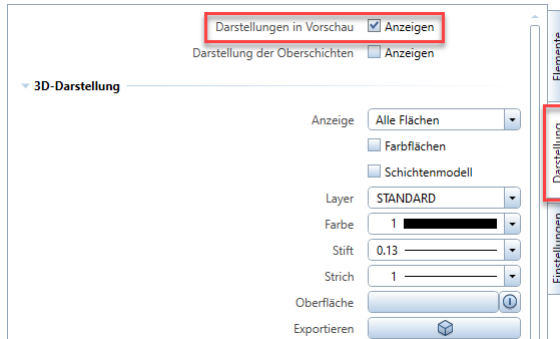 Darstellungen in Vorschau Anzeigen
Darstellung der Oberschichten Anzeigen
3D-Darstellung
Anzeige Alle Flächen
Farbflächen
Schichtenmodell
Layer STANDARD
Farbe 1
Stift 0.13
Strich 1
Oberfläche
Exportieren
Elemente
Darstellung
Einstellungen